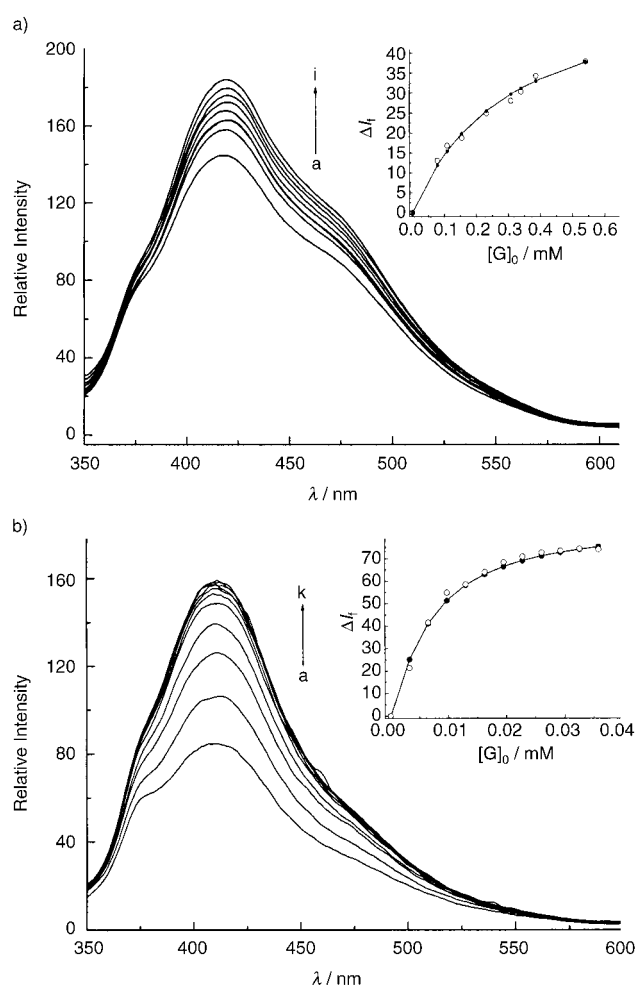 a)
200
160
120
80
40
0
Relative Intensity
350 400 450 500 550 600
λ / nm
i
a
40
35
30
25
20
15
10
5
0
ΔIf
0.0 0.1 0.2 0.3 0.4 0.5 0.6
[G]0 / mM
b)
160
120
80
40
0
Relative Intensity
350 400 450 500 550 600
λ / nm
k
a
70
60
50
40
30
20
10
0
ΔIf
0.00 0.01 0.02 0.03 0.04
[G]0 / mM